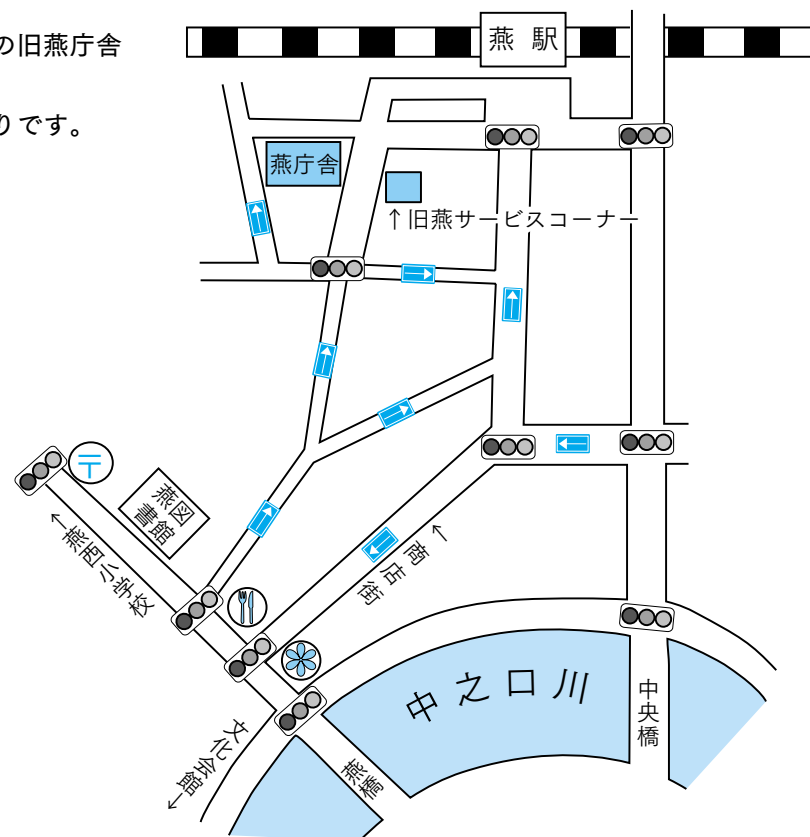 の旧燕庁舎
りです。
燕 駅
燕庁舎
↑旧燕サービスコーナー
〒
燕図
書館
←燕西小学校
←商店街
中之口川
中央橋
燕橋
文化会館→